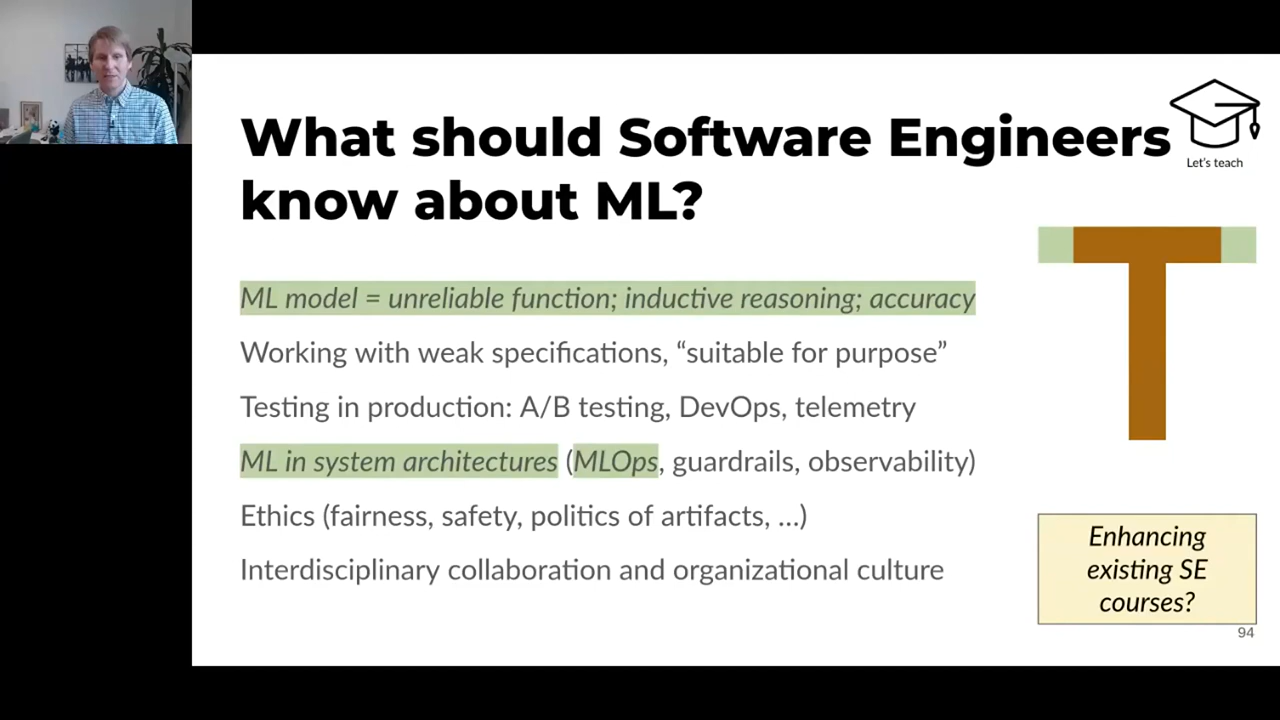 What should Software Engineers
know about ML?
Let's teach
ML model = unreliable function; inductive reasoning; accuracy
Working with weak specifications, “suitable for purpose”
Testing in production: A/B testing, DevOps, telemetry
ML in system architectures (MLOps, guardrails, observability)
Ethics (fairness, safety, politics of artifacts, ...)
Interdisciplinary collaboration and organizational culture
T
Enhancing
existing SE
courses?
94